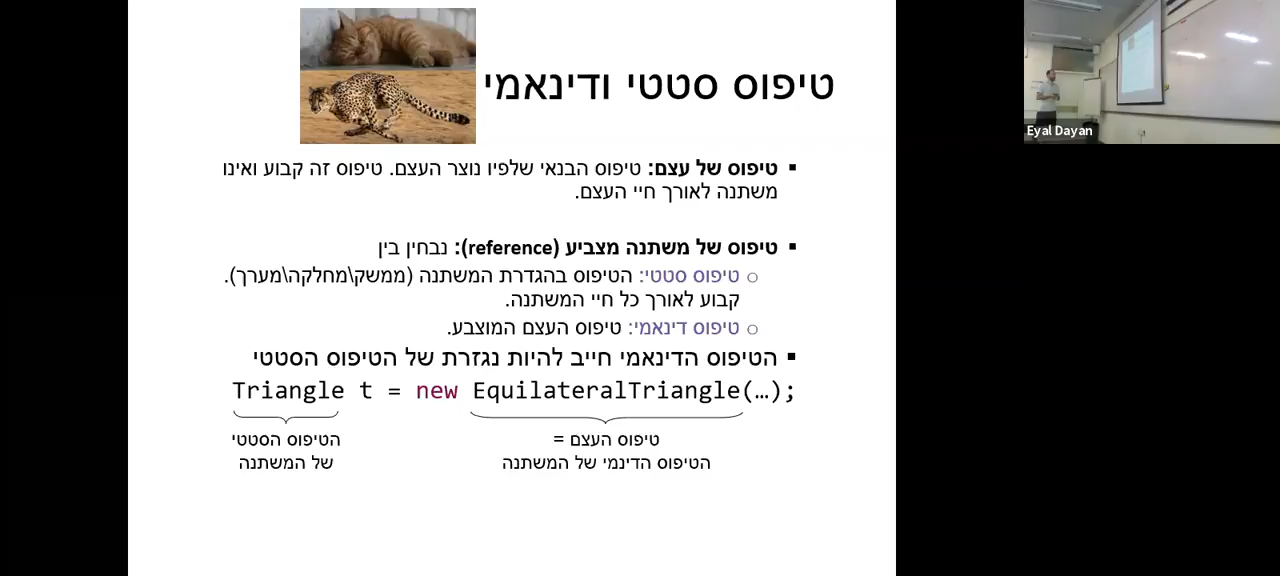 טיפוס סטטי ודינאמי
▪ טיפוס של עצם: טיפוס הבנאי שלפיו נוצר העצם. טיפוס זה קבוע ואינו
משתנה לאורך חיי העצם.
▪ טיפוס של משתנה מצביע (reference): נבחין בין
○ טיפוס סטטי: הטיפוס בהגדרת המשתנה (ממשק\מחלקה\מערך).
קבוע לאורך כל חיי המשתנה.
○ טיפוס דינאמי: טיפוס העצם המוצבע.
▪ הטיפוס הדינאמי חייב להיות נגזרת של הטיפוס הסטטי
Triangle t = new EquilateralTriangle(…);
הטיפוס הסטטי
של המשתנה
טיפוס העצם =
הטיפוס הדינמי של המשתנה
Eyal Dayan